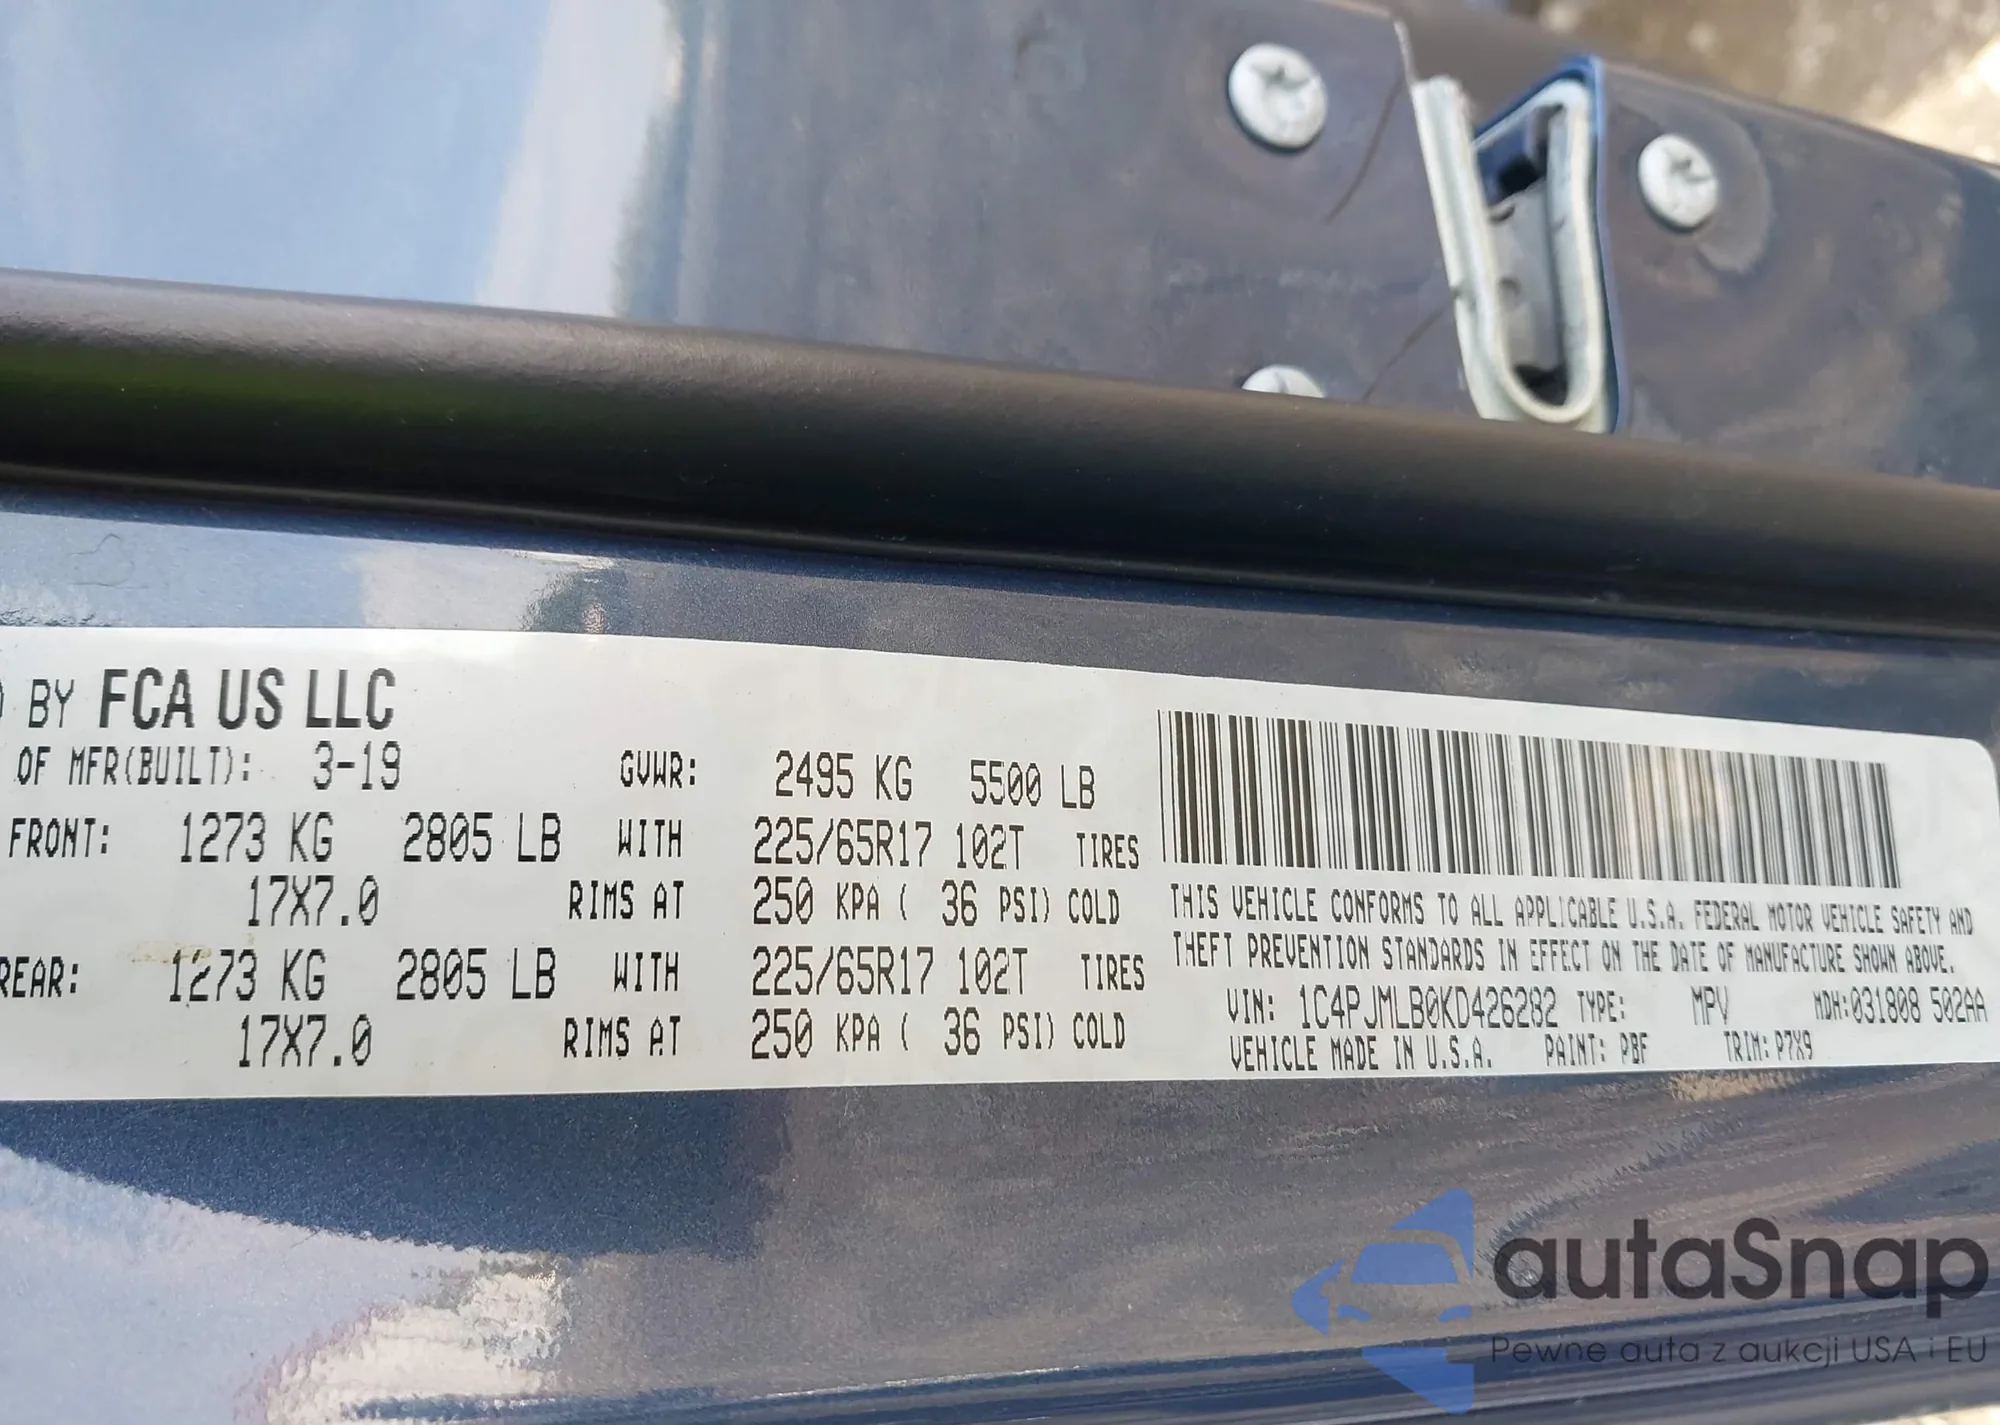 BY FCA US LLC
OF MFR(BUILT): 3-19 GVWR: 2495 KG 5500 LB
FRONT: 1273 KG 2805 LB WITH 225/65R17 102T TIRES
17X7.0 RIMS AT 250 KPA ( 36 PSI) COLD
REAR: 1273 KG 2805 LB WITH 225/65R17 102T TIRES
17X7.0 RIMS AT 250 KPA ( 36 PSI) COLD
THIS VEHICLE CONFORMS TO ALL APPLICABLE U.S.A. FEDERAL MOTOR VEHICLE SAFETY AND
THEFT PREVENTION STANDARDS IN EFFECT ON THE DATE OF MANUFACTURE SHOWN ABOVE.
VIN: 1C4PJMLB0KD426282 TYPE: MPV MDH:031808 502AA
VEHICLE MADE IN U.S.A. PAINT: PBF TRIM: P7X9
autaSnap
Pewne auta z aukcji USA i EU